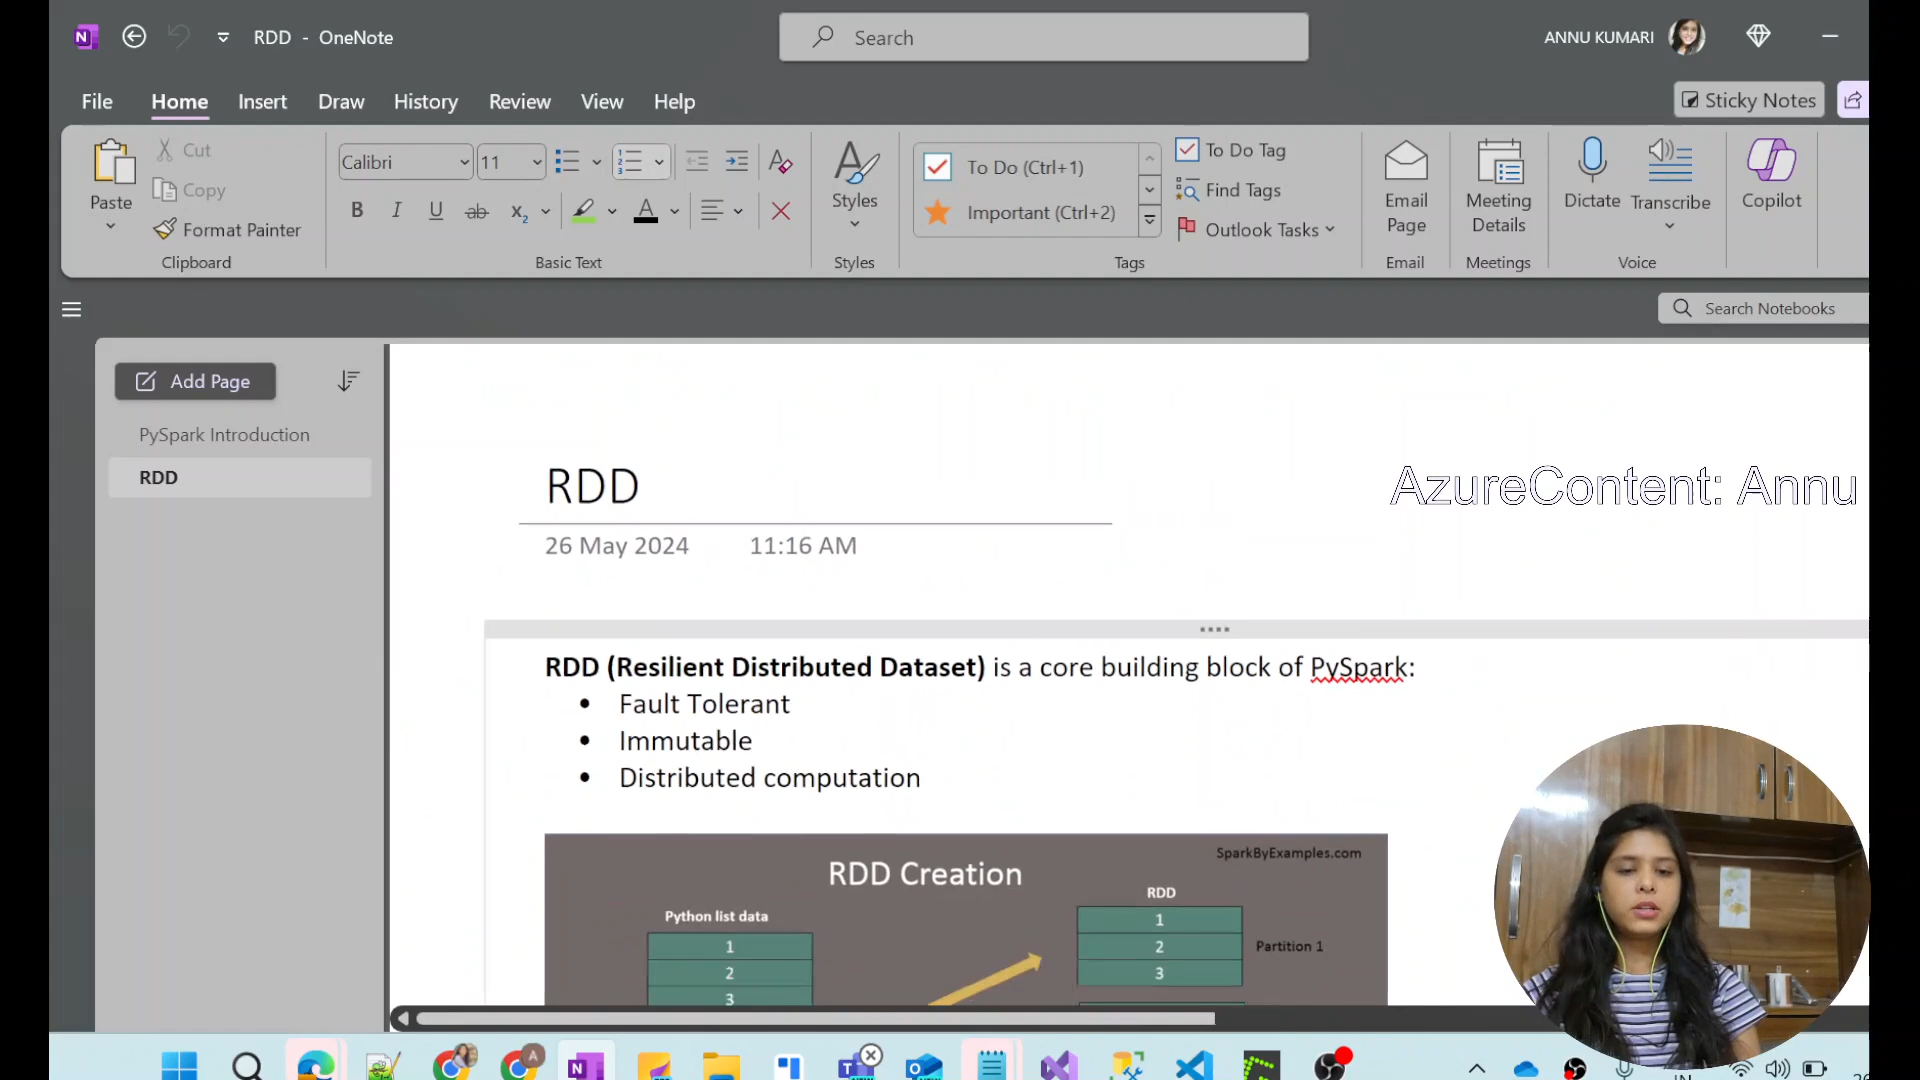 RDD - OneNote
Search
ANNU KUMARI
File Home Insert Draw History Review View Help
Sticky Notes
Paste
Cut
Copy
Format Painter
Clipboard
Calibri 11
B I U ab x₂ A
Basic Text
Styles
Styles
To Do (Ctrl+1)
Important (Ctrl+2)
To Do Tag
Find Tags
Outlook Tasks
Tags
Email
Page
Email
Meeting
Details
Meetings
Dictate
Transcribe
Voice
Copilot
Search Notebooks
Add Page
PySpark Introduction
RDD
RDD
AzureContent: Annu
26 May 2024 11:16 AM
RDD (Resilient Distributed Dataset) is a core building block of PySpark:
• Fault Tolerant
• Immutable
• Distributed computation
SparkByExamples.com
RDD Creation
Python list data
1
2
3
RDD
1
2
3
Partition 1